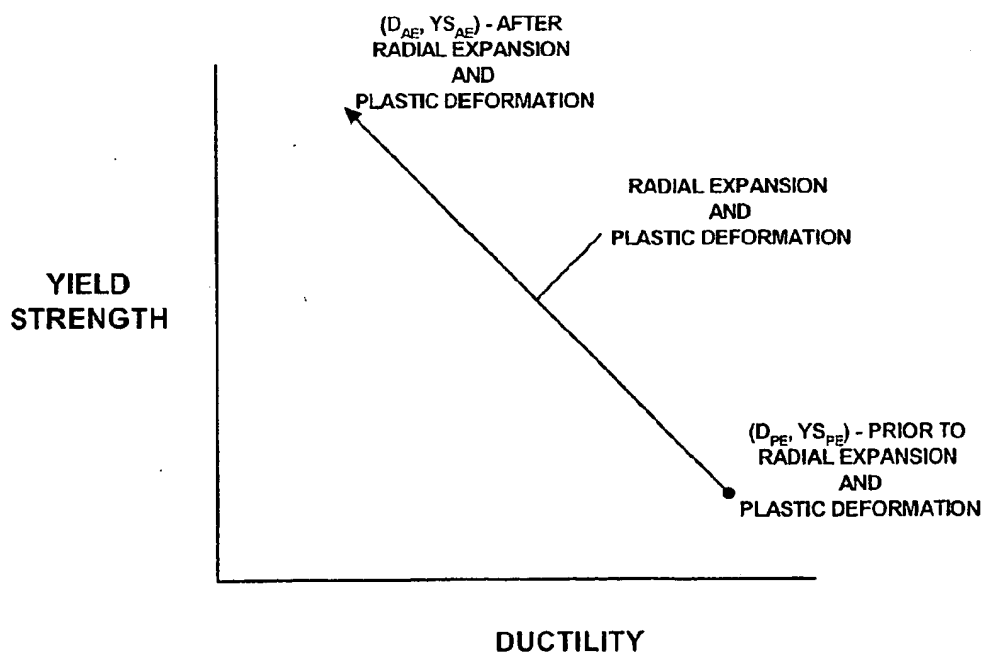 (D_AE, YS_AE) - AFTER
RADIAL EXPANSION
AND
PLASTIC DEFORMATION
RADIAL EXPANSION
AND
PLASTIC DEFORMATION
YIELD
STRENGTH
(D_PE, YS_PE) - PRIOR TO
RADIAL EXPANSION
AND
PLASTIC DEFORMATION
DUCTILITY